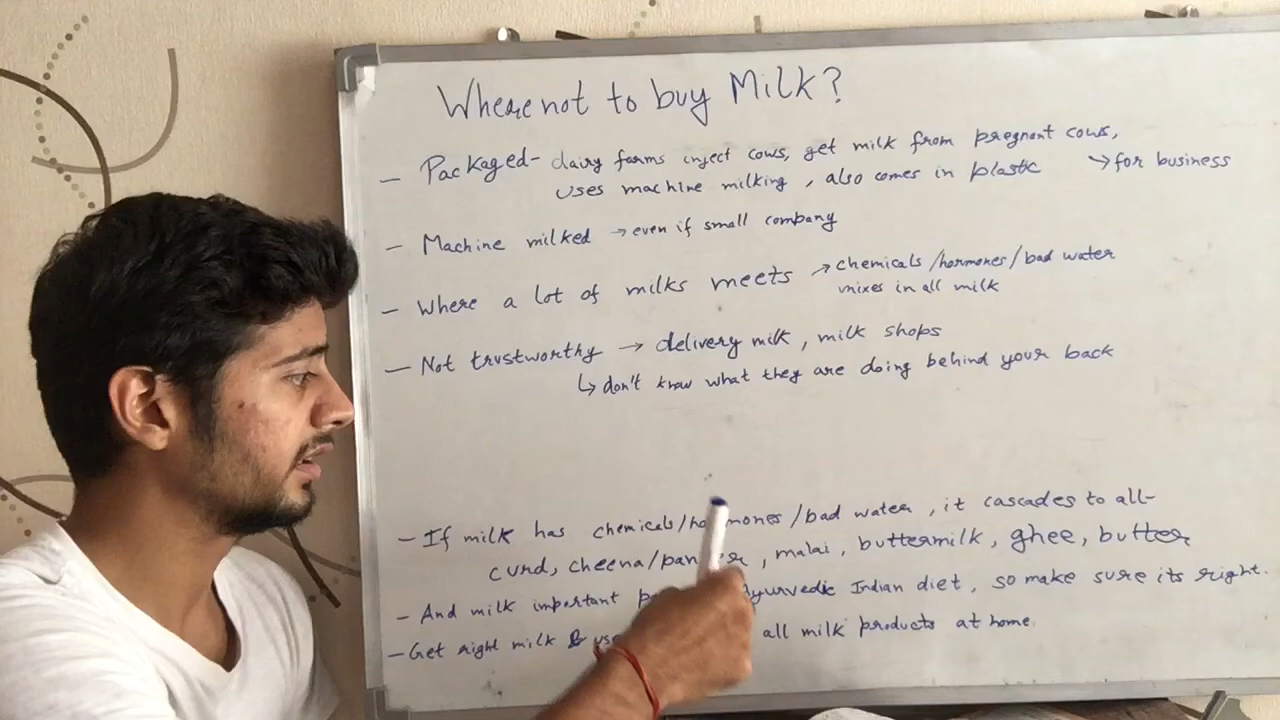 Where not to buy Milk?
- Packaged - dairy farms inject cows, get milk from pregnant cows,
uses machine milking, also comes in plastic → for business
- Machine milked → even if small company
- Where a lot of milks meets → chemicals/hormones/bad water
mixes in all milk
- Not trustworthy → delivery milk, milk shops
↳ don't know what they are doing behind your back
- If milk has chemicals/hormones/bad water, it cascades to all-
curd, cheena/paneer, malai, buttermilk, ghee, butter
- And milk important Ayurvedic Indian diet, so make sure its right.
- Get right milk & all milk products at home.